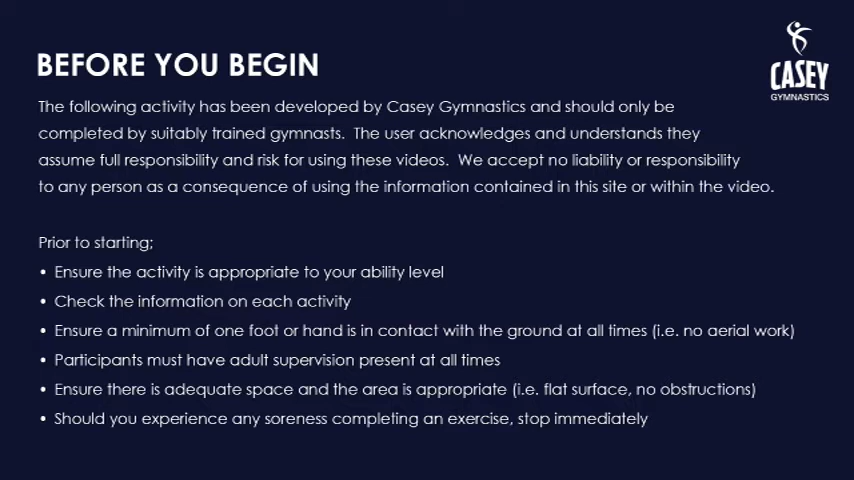 BEFORE YOU BEGIN
CASEY
GYMNASTICS
The following activity has been developed by Casey Gymnastics and should only be
completed by suitably trained gymnasts.  The user acknowledges and understands they
assume full responsibility and risk for using these videos.  We accept no liability or responsibility
to any person as a consequence of using the information contained in this site or within the video.
Prior to starting;
• Ensure the activity is appropriate to your ability level
• Check the information on each activity
• Ensure a minimum of one foot or hand is in contact with the ground at all times (i.e. no aerial work)
• Participants must have adult supervision present at all times
• Ensure there is adequate space and the area is appropriate (i.e. flat surface, no obstructions)
• Should you experience any soreness completing an exercise, stop immediately